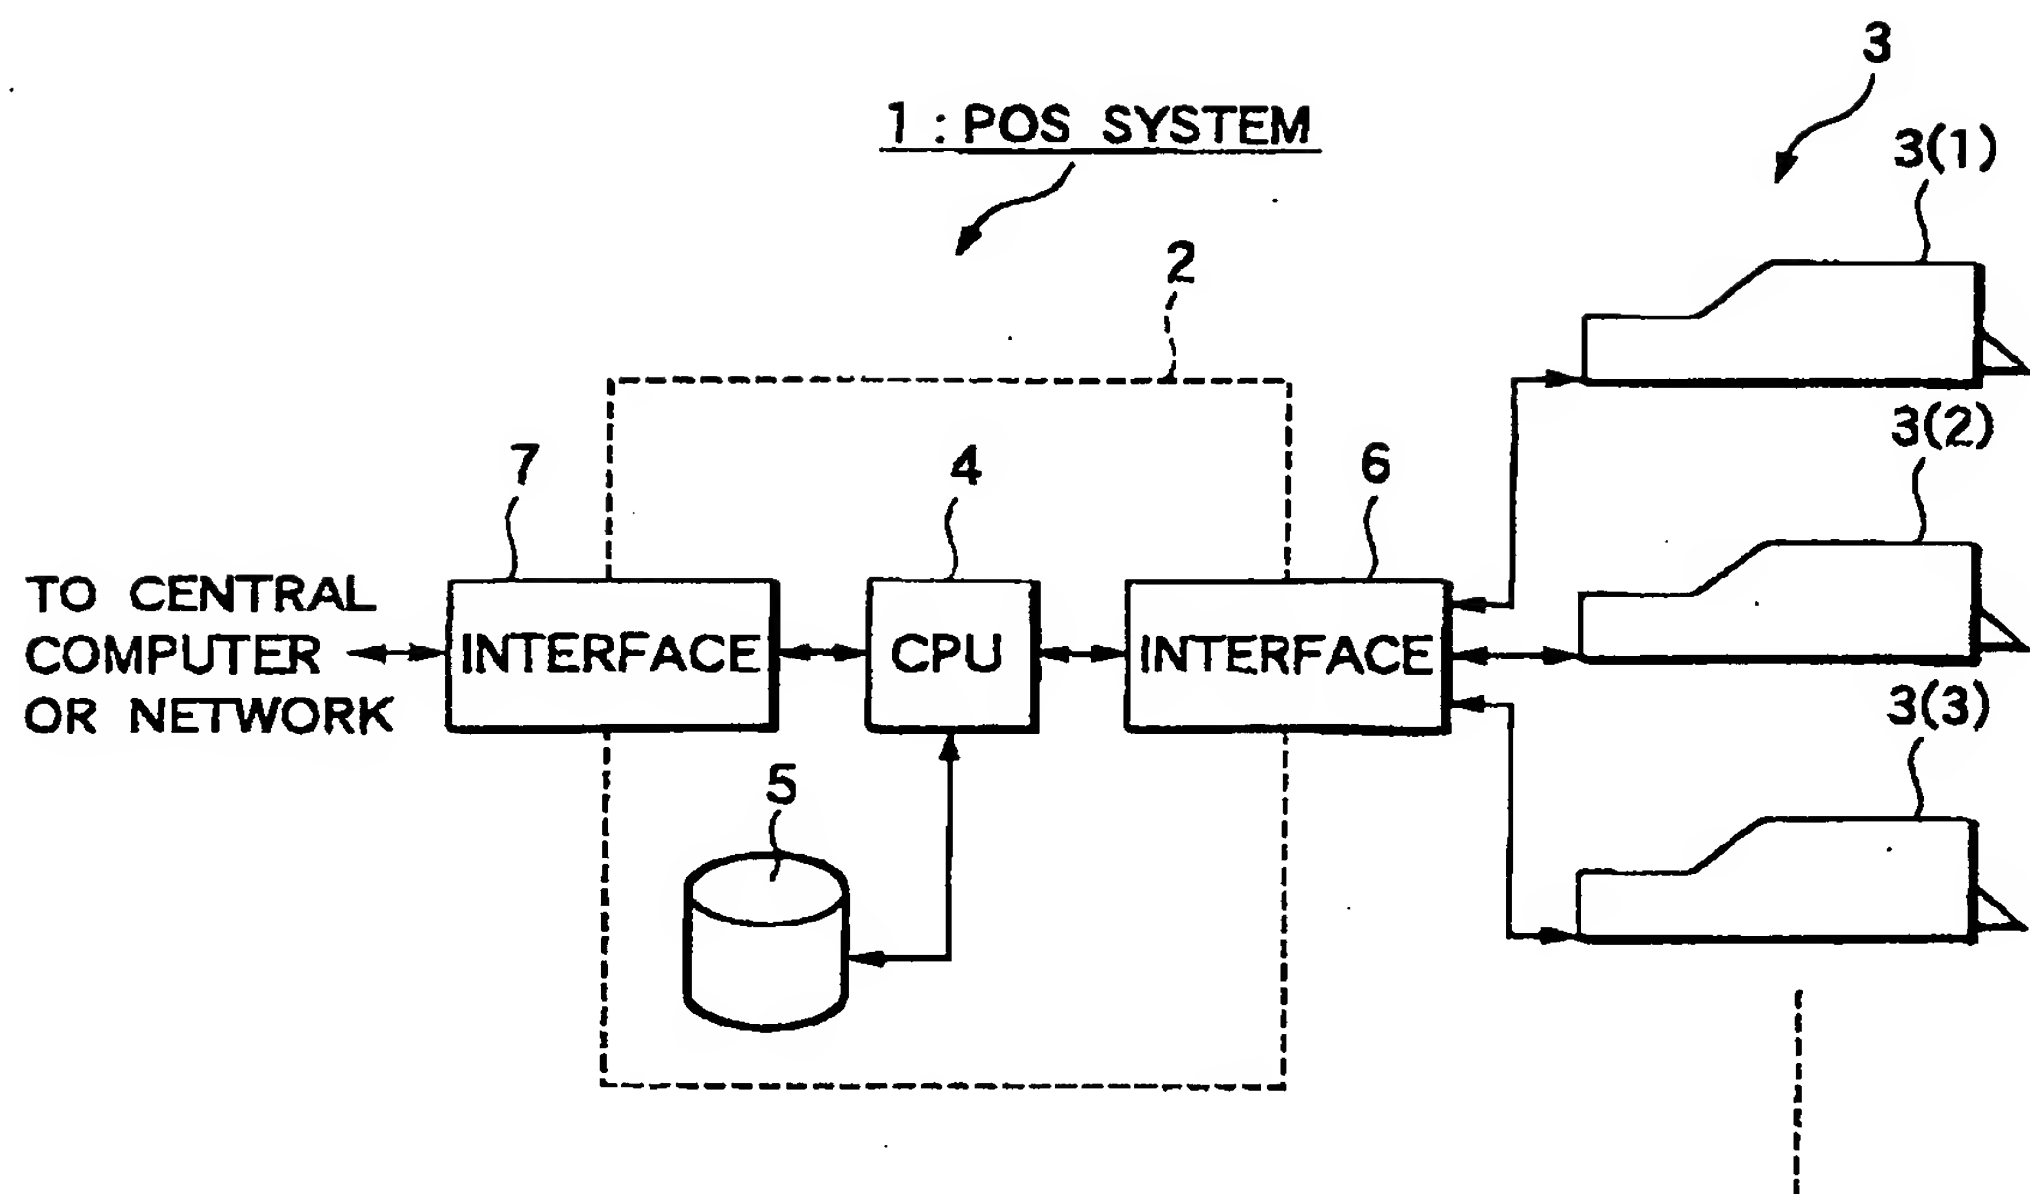 3
1 : POS SYSTEM
3(1)
2
3(2)
7
4
6
TO CENTRAL
COMPUTER
OR NETWORK
INTERFACE
CPU
INTERFACE
3(3)
5